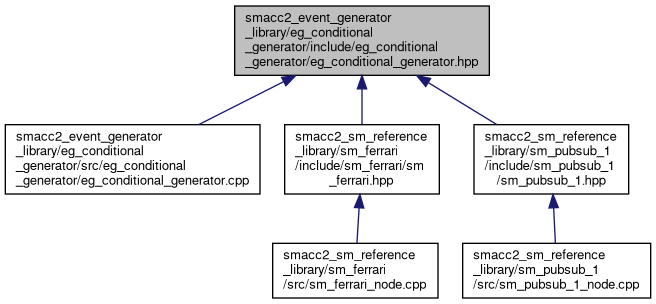 smacc2_event_generator
_library/eg_conditional
_generator/include/eg_conditional
_generator/eg_conditional_generator.hpp
smacc2_event_generator
_library/eg_conditional
_generator/src/eg_conditional
_generator/eg_conditional_generator.cpp
smacc2_sm_reference
_library/sm_ferrari
/include/sm_ferrari/sm
_ferrari.hpp
smacc2_sm_reference
_library/sm_pubsub_1
/include/sm_pubsub_1
/sm_pubsub_1.hpp
smacc2_sm_reference
_library/sm_ferrari
/src/sm_ferrari_node.cpp
smacc2_sm_reference
_library/sm_pubsub_1
/src/sm_pubsub_1_node.cpp